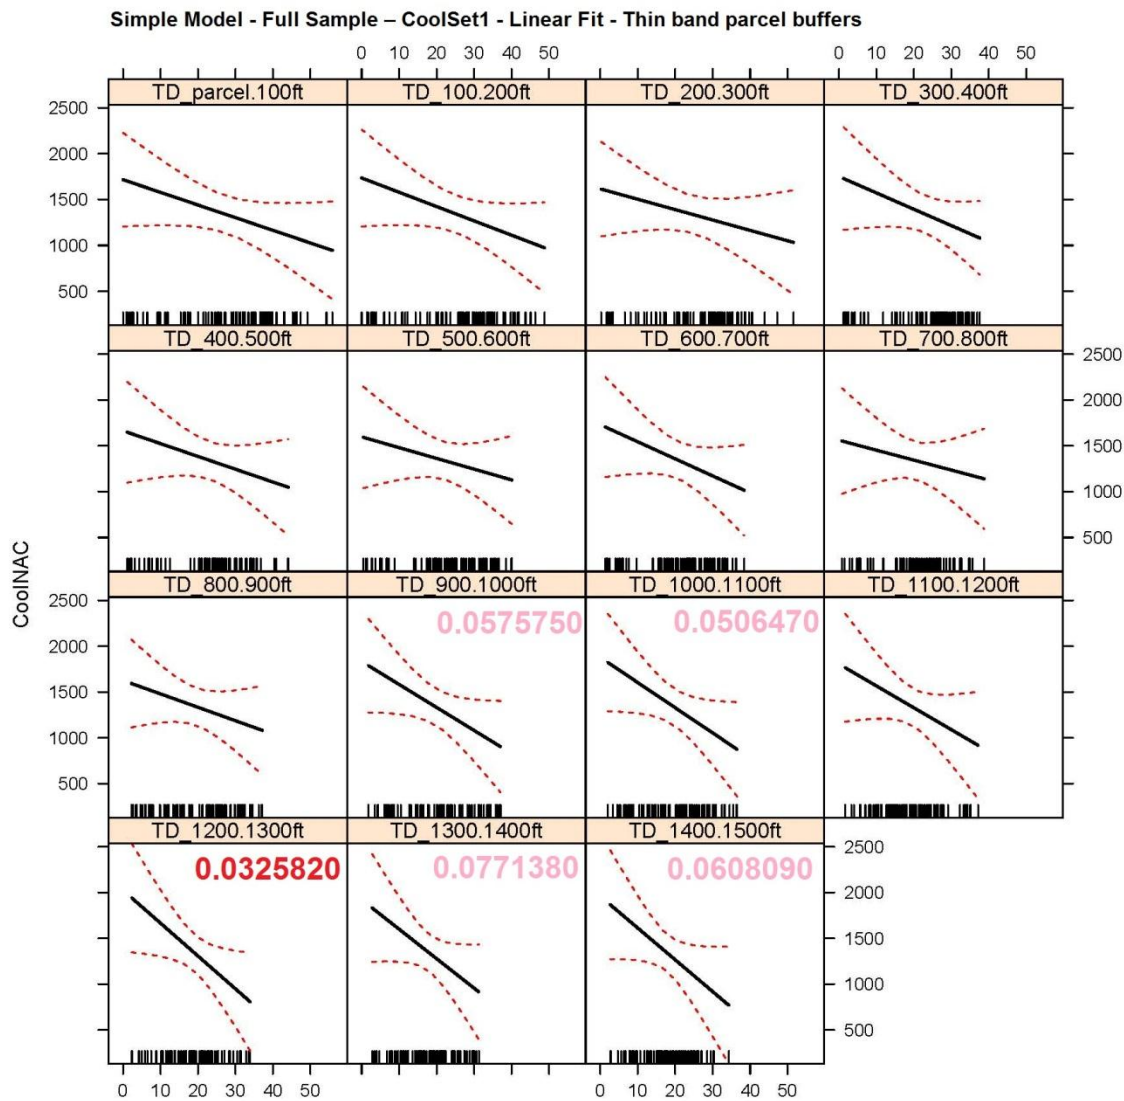 Simple Model - Full Sample – CoolSet1 - Linear Fit - Thin band parcel buffers
0 10 20 30 40 50 0 10 20 30 40 50
TD_parcel.100ft TD_100.200ft TD_200.300ft TD_300.400ft
2500
2000
1500
1000
500
TD_400.500ft TD_500.600ft TD_600.700ft TD_700.800ft
2500
2000
1500
1000
500
CoolNAC
TD_800.900ft TD_900.1000ft TD_1000.1100ft TD_1100.1200ft
2500
0.0575750 0.0506470
2000
1500
1000
500
TD_1200.1300ft TD_1300.1400ft TD_1400.1500ft
2500
0.0325820 0.0771380 0.0608090
2000
1500
1000
500
0 10 20 30 40 50 0 10 20 30 40 50